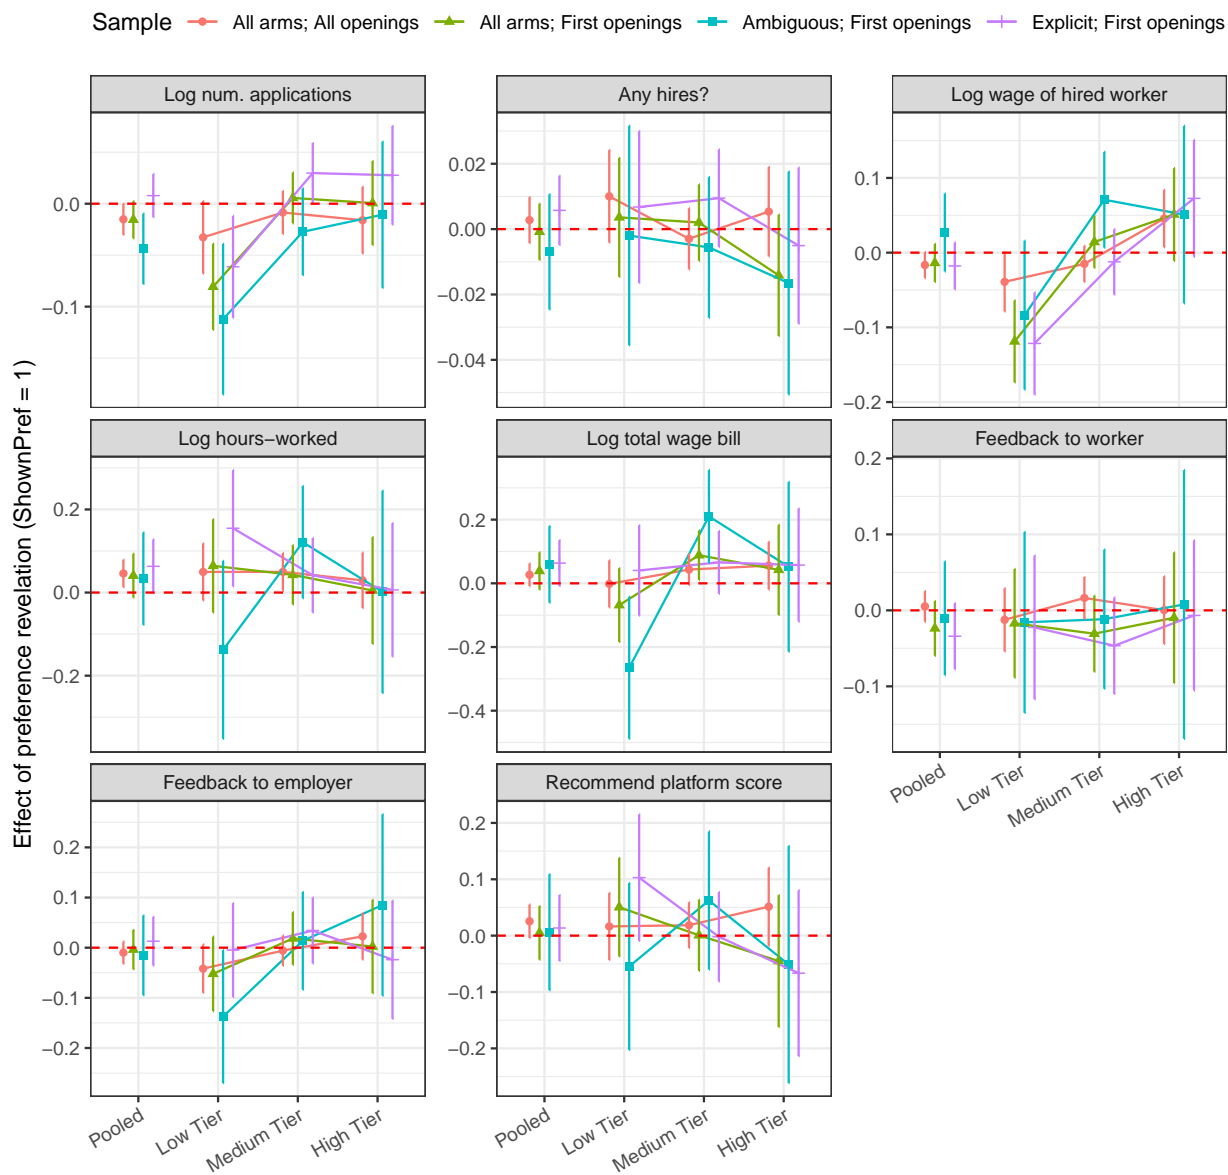 Sample All arms; All openings All arms; First openings Ambiguous; First openings Explicit; First openings
Effect of preference revelation (ShownPref = 1)
Log num. applications
0.0
−0.1
Any hires?
0.02
0.00
−0.02
−0.04
Log wage of hired worker
0.1
0.0
−0.1
−0.2
Log hours−worked
0.2
0.0
−0.2
Log total wage bill
0.2
0.0
−0.2
−0.4
Feedback to worker
0.2
0.1
0.0
−0.1
Pooled
Low Tier
Medium Tier
High Tier
Feedback to employer
0.2
0.1
0.0
−0.1
−0.2
Pooled
Low Tier
Medium Tier
High Tier
Recommend platform score
0.2
0.1
0.0
−0.1
−0.2
Pooled
Low Tier
Medium Tier
High Tier